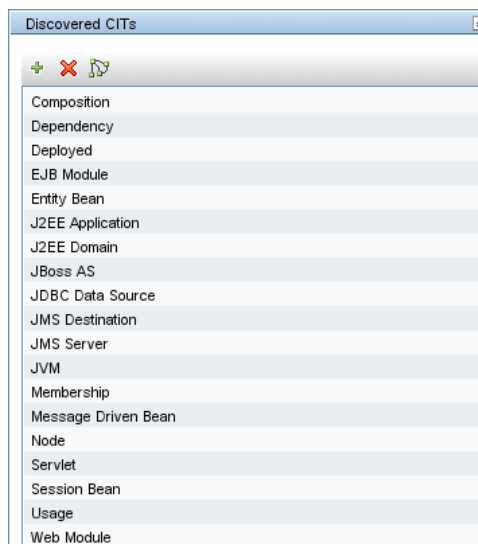 Discovered CITs
Composition
Dependency
Deployed
EJB Module
Entity Bean
J2EE Application
J2EE Domain
JBoss AS
JDBC Data Source
JMS Destination
JMS Server
JVM
Membership
Message Driven Bean
Node
Servlet
Session Bean
Usage
Web Module